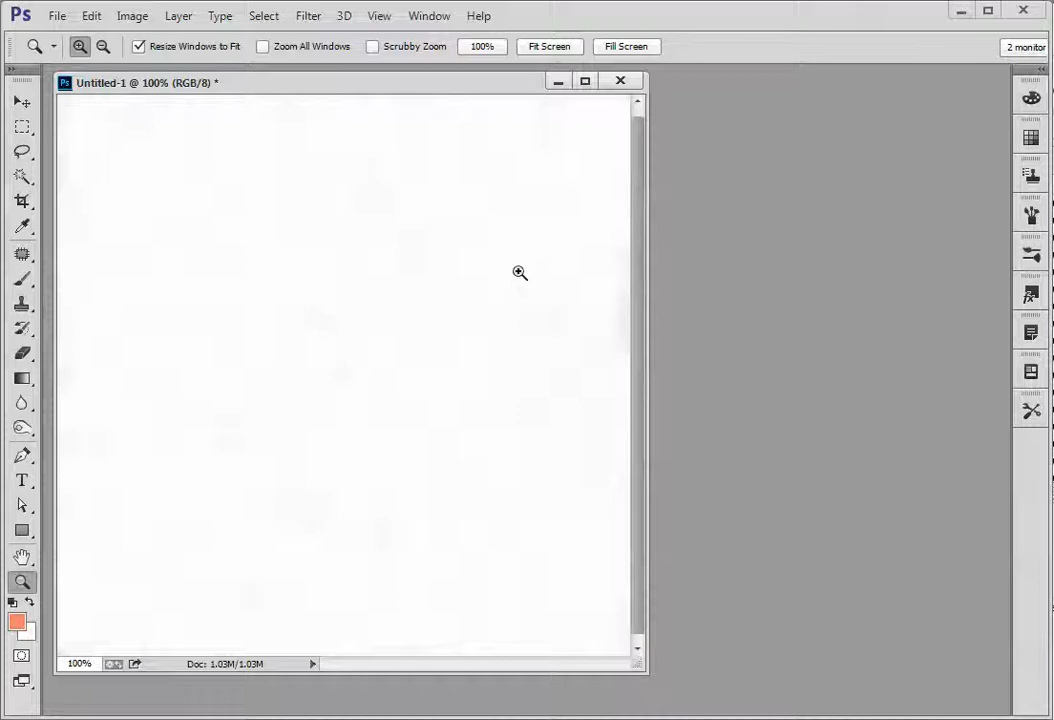 Ps File Edit Image Layer Type Select Filter 3D View Window Help
Resize Windows to Fit Zoom All Windows Scrubby Zoom 100% Fit Screen Fill Screen 2 monitor
Ps Untitled-1 @ 100% (RGB/8) *
T
fx
100% Doc: 1.03M/1.03M